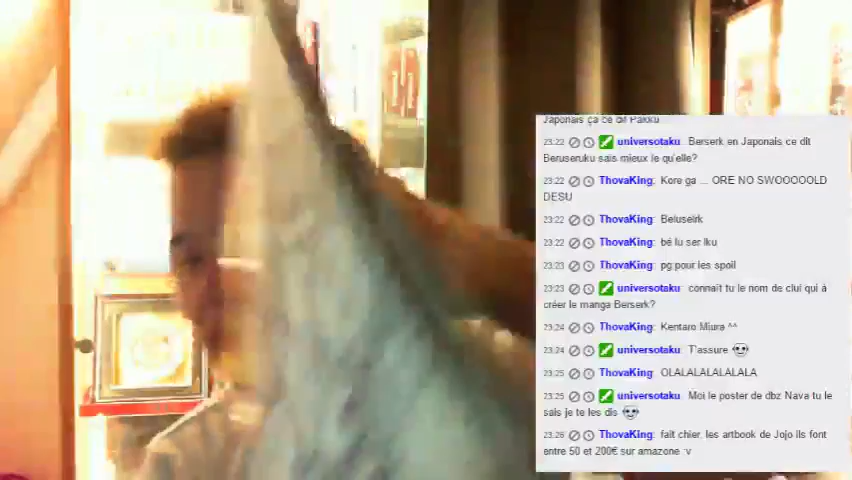 Japonais ça ce dit Pakku
23:22 universotaku: Berserk en Japonais ce dit
Beruseruku sais mieux le qu'elle?
23:22 ThovaKing: Kore ga ... ORE NO SWOOOOOLD
DESU
23:22 ThovaKing: Beluselrk
23:22 ThovaKing: bé lu ser lku
23:23 ThovaKing: pg pour les spoil
23:23 universotaku: connaît tu le nom de clui qui à
créer le manga Berserk?
23:24 ThovaKing: Kentaro Miura ^^
23:24 universotaku: T'assure
23:25 ThovaKing: OLALALALALALALA
23:25 universotaku: Moi le poster de dbz Nava tu le
sais je te les dis
23:26 ThovaKing: fait chier, les artbook de Jojo ils font
entre 50 et 200€ sur amazone :v